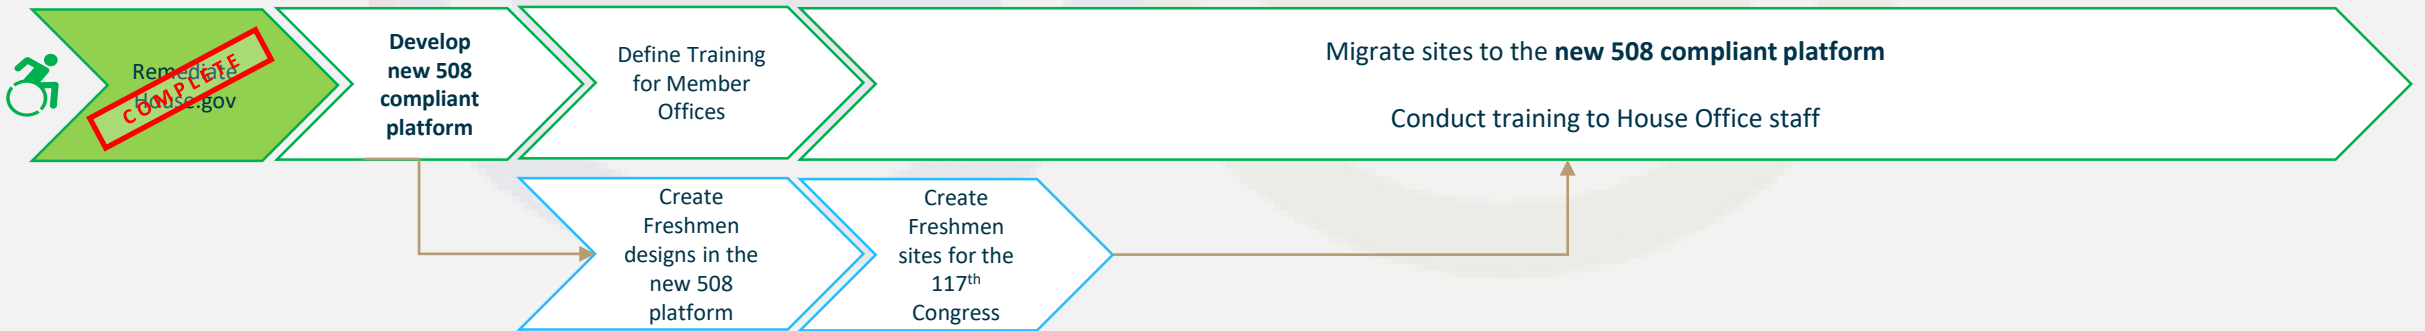 Remediate
House.gov
COMPLETE
Develop
new 508
compliant
platform
Define Training
for Member
Offices
Migrate sites to the new 508 compliant platform
Conduct training to House Office staff
Create
Freshmen
designs in the
new 508
platform
Create
Freshmen
sites for the
117th
Congress